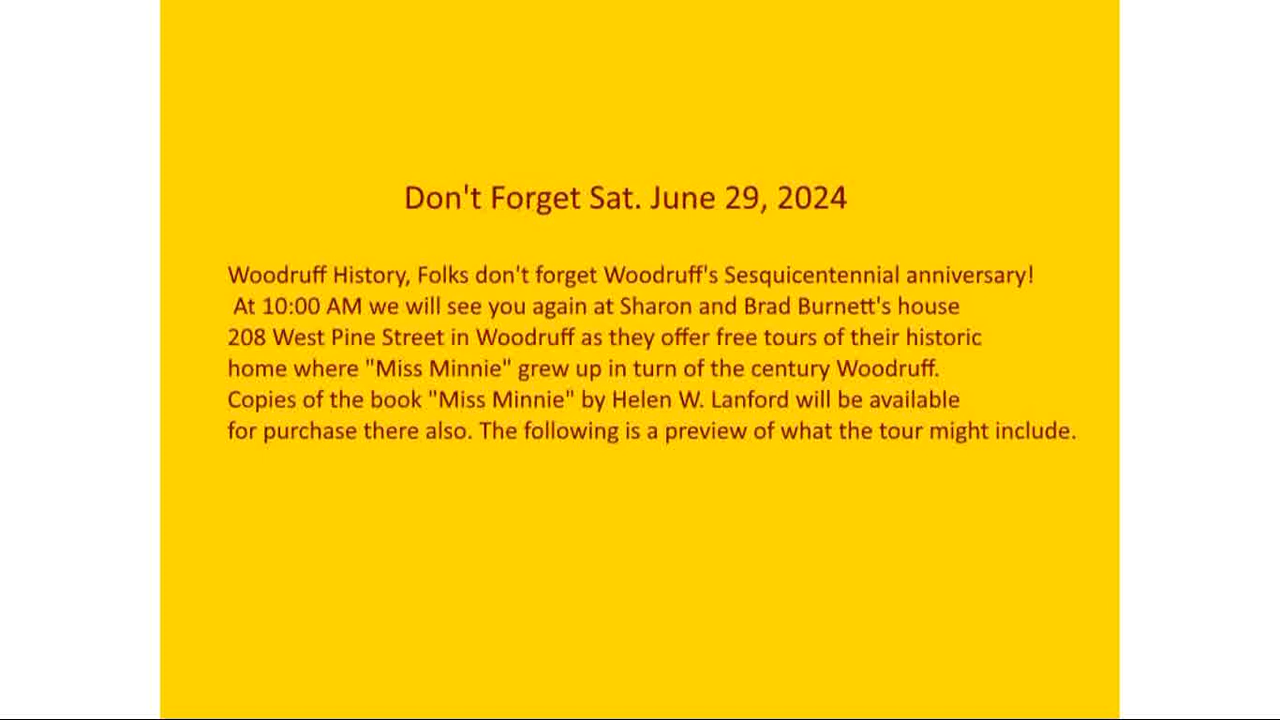 Don't Forget Sat. June 29, 2024
Woodruff History, Folks don't forget Woodruff's Sesquicentennial anniversary!
At 10:00 AM we will see you again at Sharon and Brad Burnett's house
208 West Pine Street in Woodruff as they offer free tours of their historic
home where "Miss Minnie" grew up in turn of the century Woodruff.
Copies of the book "Miss Minnie" by Helen W. Lanford will be available
for purchase there also. The following is a preview of what the tour might include.